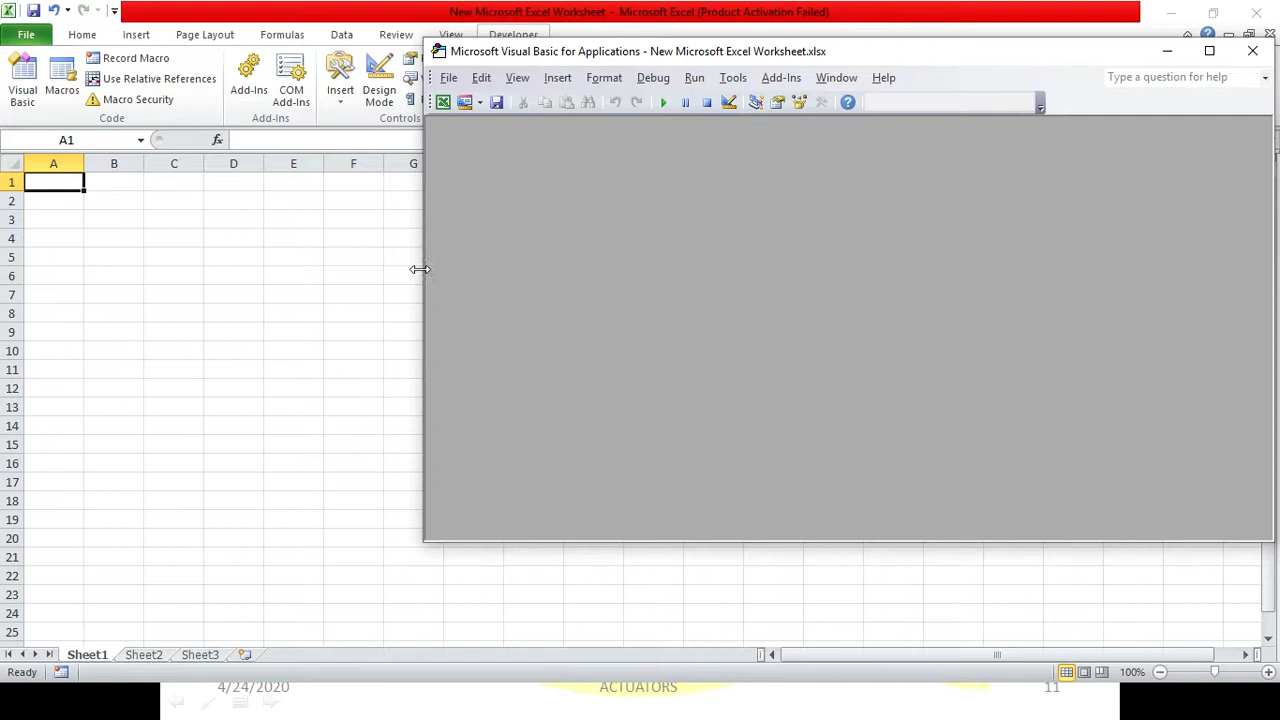 New Microsoft Excel Worksheet - Microsoft Excel (Product Activation Failed)
File Home Insert Page Layout Formulas Data Review View Developer
Visual Basic
Macros
Record Macro
Use Relative References
Macro Security
Code
Add-Ins
COM Add-Ins
Add-Ins
Insert
Design Mode
Controls
Microsoft Visual Basic for Applications - New Microsoft Excel Worksheet.xlsx
File Edit View Insert Format Debug Run Tools Add-Ins Window Help
Type a question for help
A1
fx
A B C D E F G
1
2
3
4
5
6
7
8
9
10
11
12
13
14
15
16
17
18
19
20
21
22
23
24
25
Sheet1 Sheet2 Sheet3
Ready
100%
4/24/2020 ACTUATORS 11